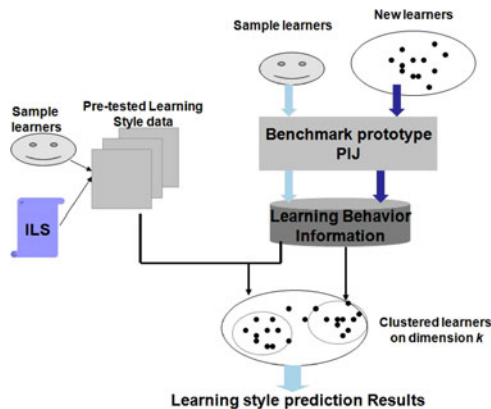 Sample learners
New learners
Pre-tested Learning
Style data
Sample
learners
Benchmark prototype
PIJ
ILS
Learning Behavior
Information
Clustered learners
on dimension k
Learning style prediction Results